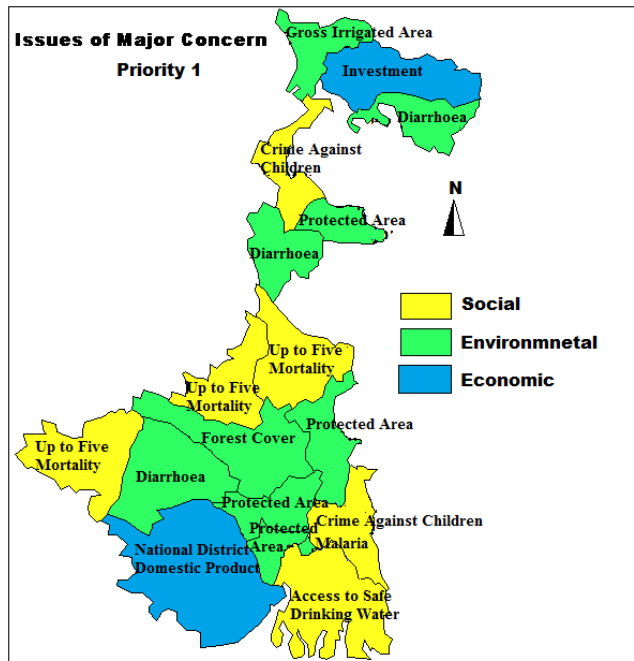 Issues of Major Concern
Priority 1
Gross Irrigated Area
Investment
Diarrhoea
Crime Against
Children
N
Protected Area
Diarrhoea
Social
Environmnetal
Economic
Up to Five
Mortality
Up to Five
Mortality
Protected Area
Forest Cover
Up to Five
Mortality
Diarrhoea
Protected Area
Crime Against Children
Protected
Area
Malaria
National District
Domestic Product
Access to Safe
Drinking Water